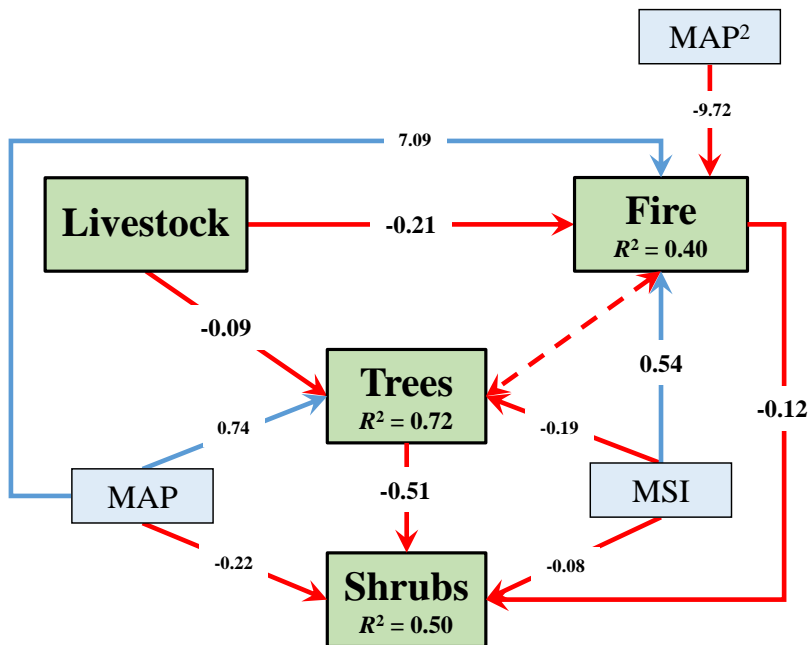 MAP²
-9.72
7.09
Livestock
-0.21
Fire
R² = 0.40
-0.09
Trees
R² = 0.72
0.54
-0.12
0.74
-0.19
MAP
-0.51
MSI
-0.22
-0.08
Shrubs
R² = 0.50